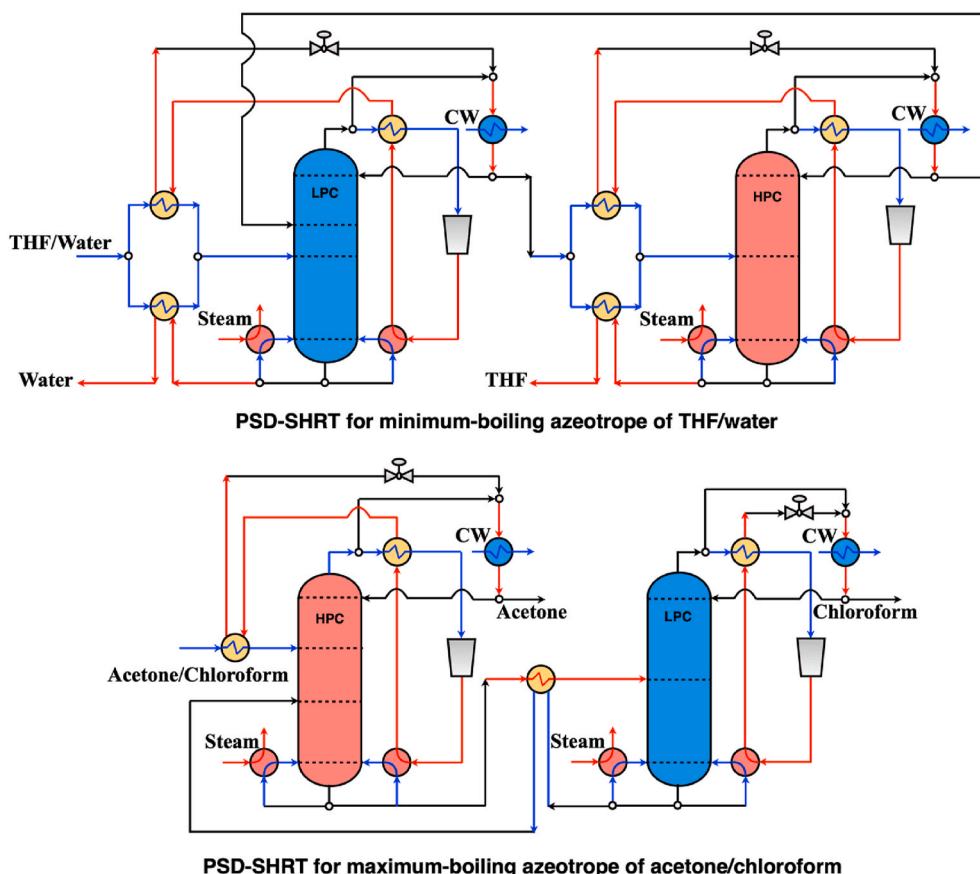 CW
CW
LPC
HPC
THF/Water
Steam
Steam
Water
THF
PSD-SHRT for minimum-boiling azeotrope of THF/water
CW
CW
Acetone
Chloroform
HPC
LPC
Acetone/Chloroform
Steam
Steam
PSD-SHRT for maximum-boiling azeotrope of acetone/chloroform